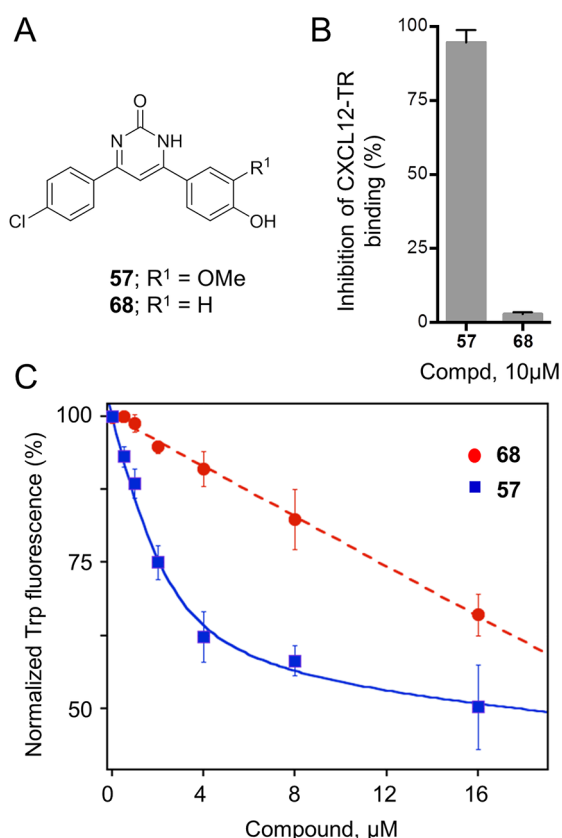 A
B
O
N
NH
R1
Cl
OH
57; R1 = OMe
68; R1 = H
Inhibition of CXCL12-TR
binding (%)
100
75
50
25
0
57 68
Compd, 10µM
C
Normalized Trp fluorescence (%)
100
75
50
68
57
0 4 8 12 16
Compound, µM